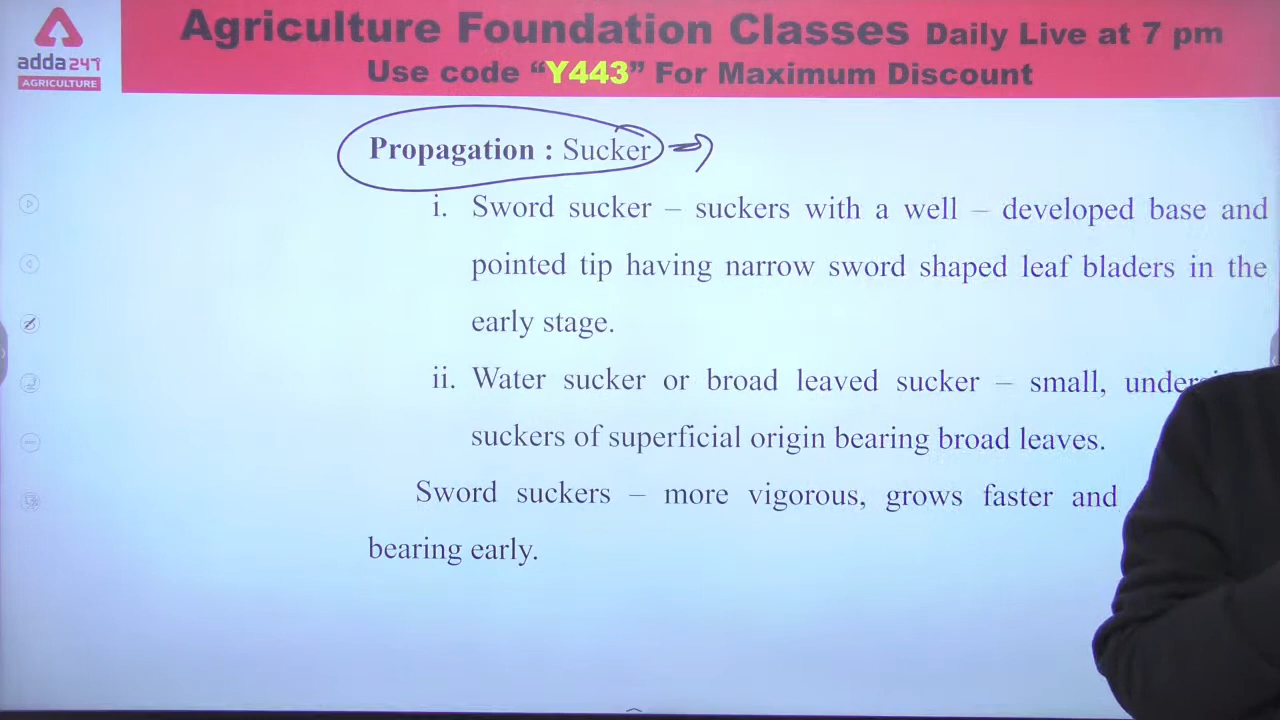 Agriculture Foundation Classes Daily Live at 7 pm
adda247
AGRICULTURE
Use code “Y443” For Maximum Discount
Propagation : Sucker
i. Sword sucker – suckers with a well – developed base and
pointed tip having narrow sword shaped leaf bladers in the
early stage.
ii. Water sucker or broad leaved sucker – small,
suckers of superficial origin bearing broad leaves.
Sword suckers – more vigorous, grows faster and
bearing early.